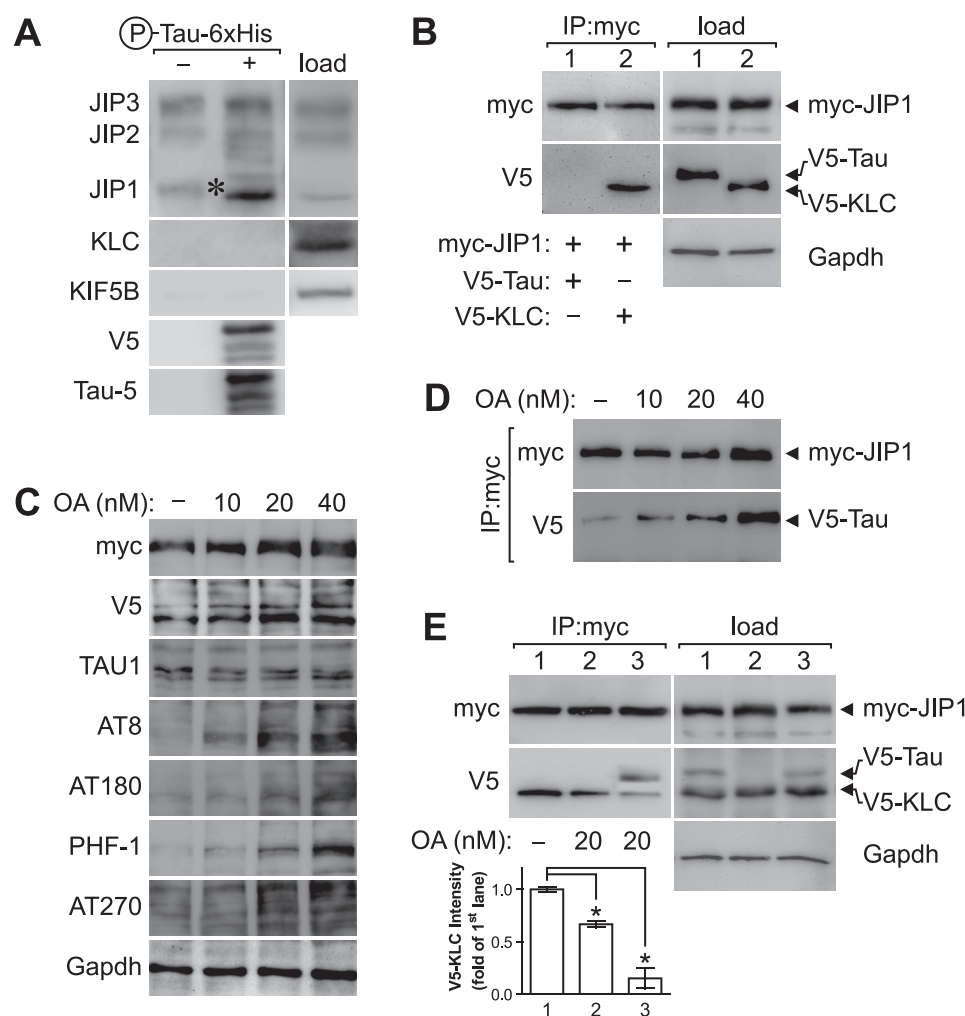 A
P-Tau-6xHis
– + load
JIP3
JIP2
JIP1 *
KLC
KIF5B
V5
Tau-5
B
IP:myc load
1 2 1 2
myc myc-JIP1
V5 V5-Tau
V5-KLC
myc-JIP1: + +
V5-Tau: + –
V5-KLC: – +
Gapdh
C
OA (nM): – 10 20 40
myc
V5
TAU1
AT8
AT180
PHF-1
AT270
Gapdh
D
OA (nM): – 10 20 40
IP:myc
myc myc-JIP1
V5 V5-Tau
E
IP:myc load
1 2 3 1 2 3
myc myc-JIP1
V5 V5-Tau
V5-KLC
Gapdh
OA (nM): – 20 20
V5-KLC Intensity
(fold of 1st lane)
1.0
0.5
0.0
* *
1 2 3